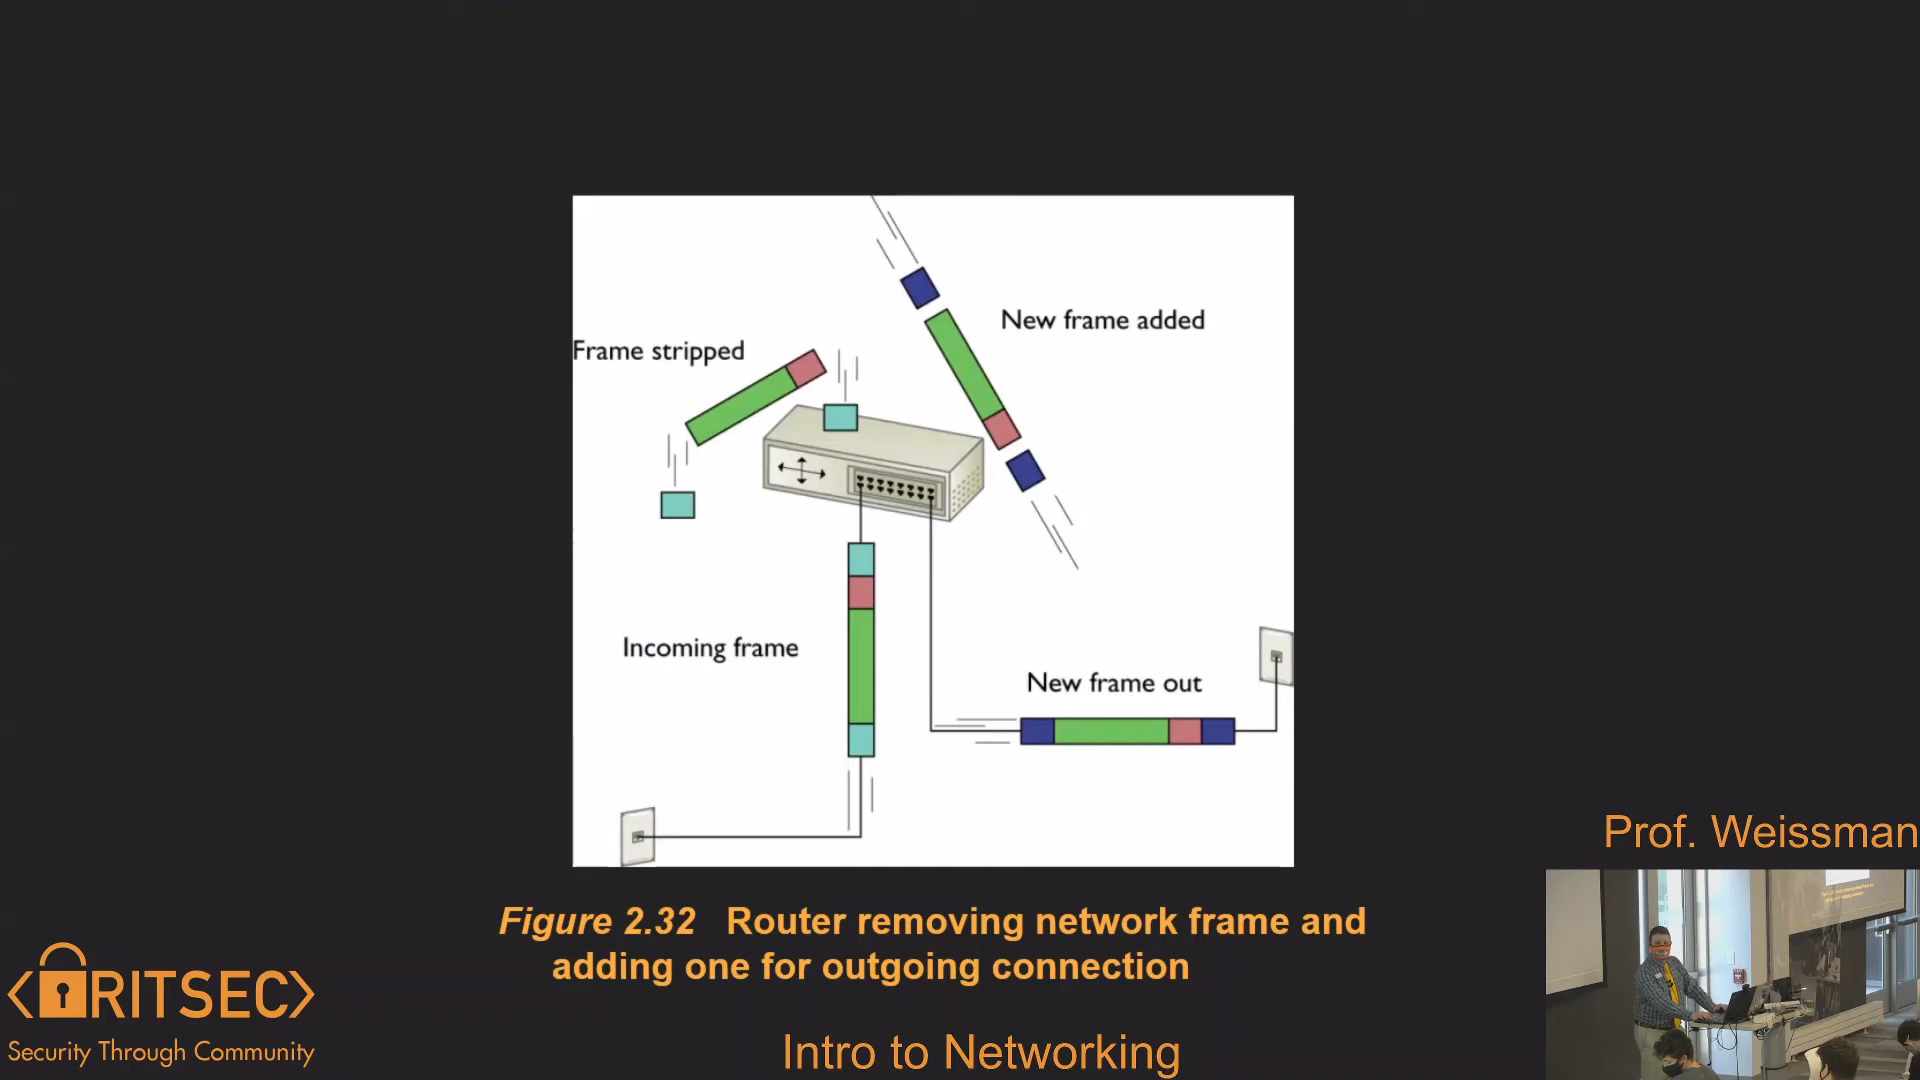 New frame added
Frame stripped
Incoming frame
New frame out
Figure 2.32 Router removing network frame and
adding one for outgoing connection
Prof. Weissman
RITSEC
Security Through Community
Intro to Networking